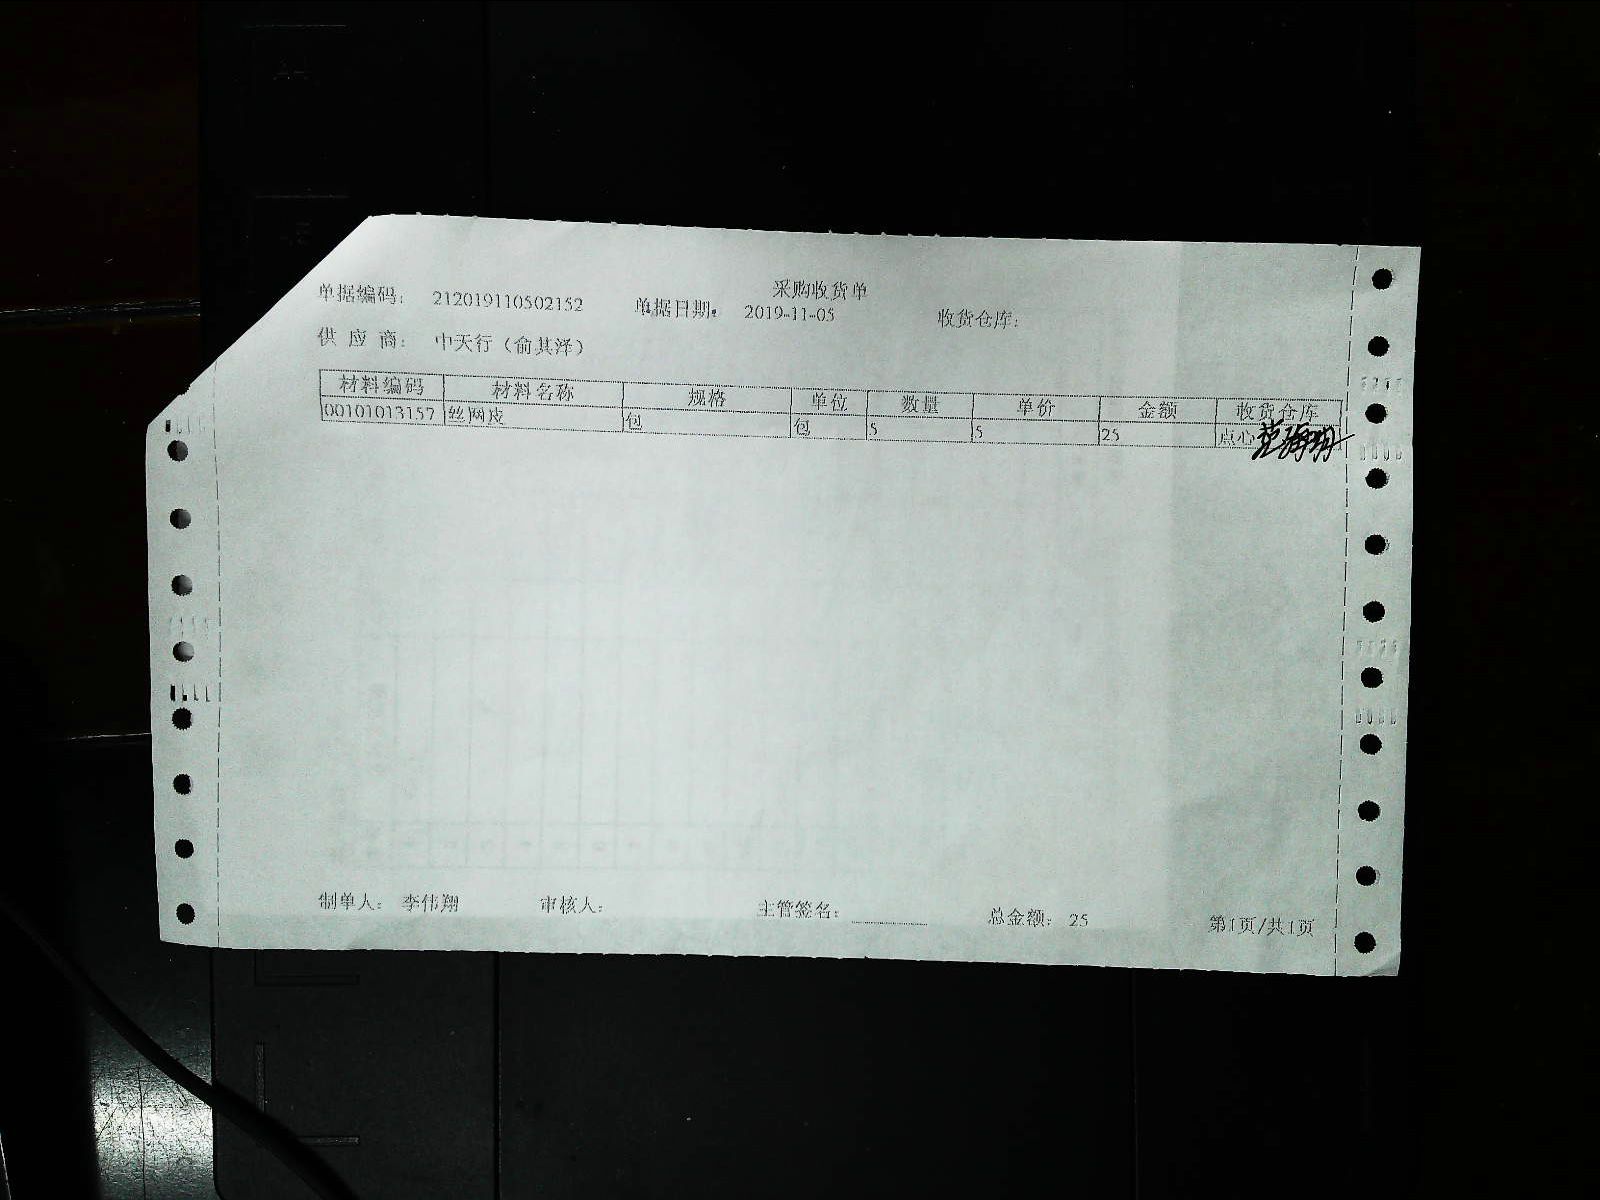 采购收货单
单据编码： 212019110502152 单据日期： 2019-11-05 收货仓库：
供 应 商： 中天行（俞其泽）
材料编码 材料名称 规格 单位 数量 单价 金额 收货仓库
00101013157 丝网皮 包 包 5 5 25 点心
制单人： 李伟翔 审核人： 主管签名： 总金额： 25 第1页/共1页